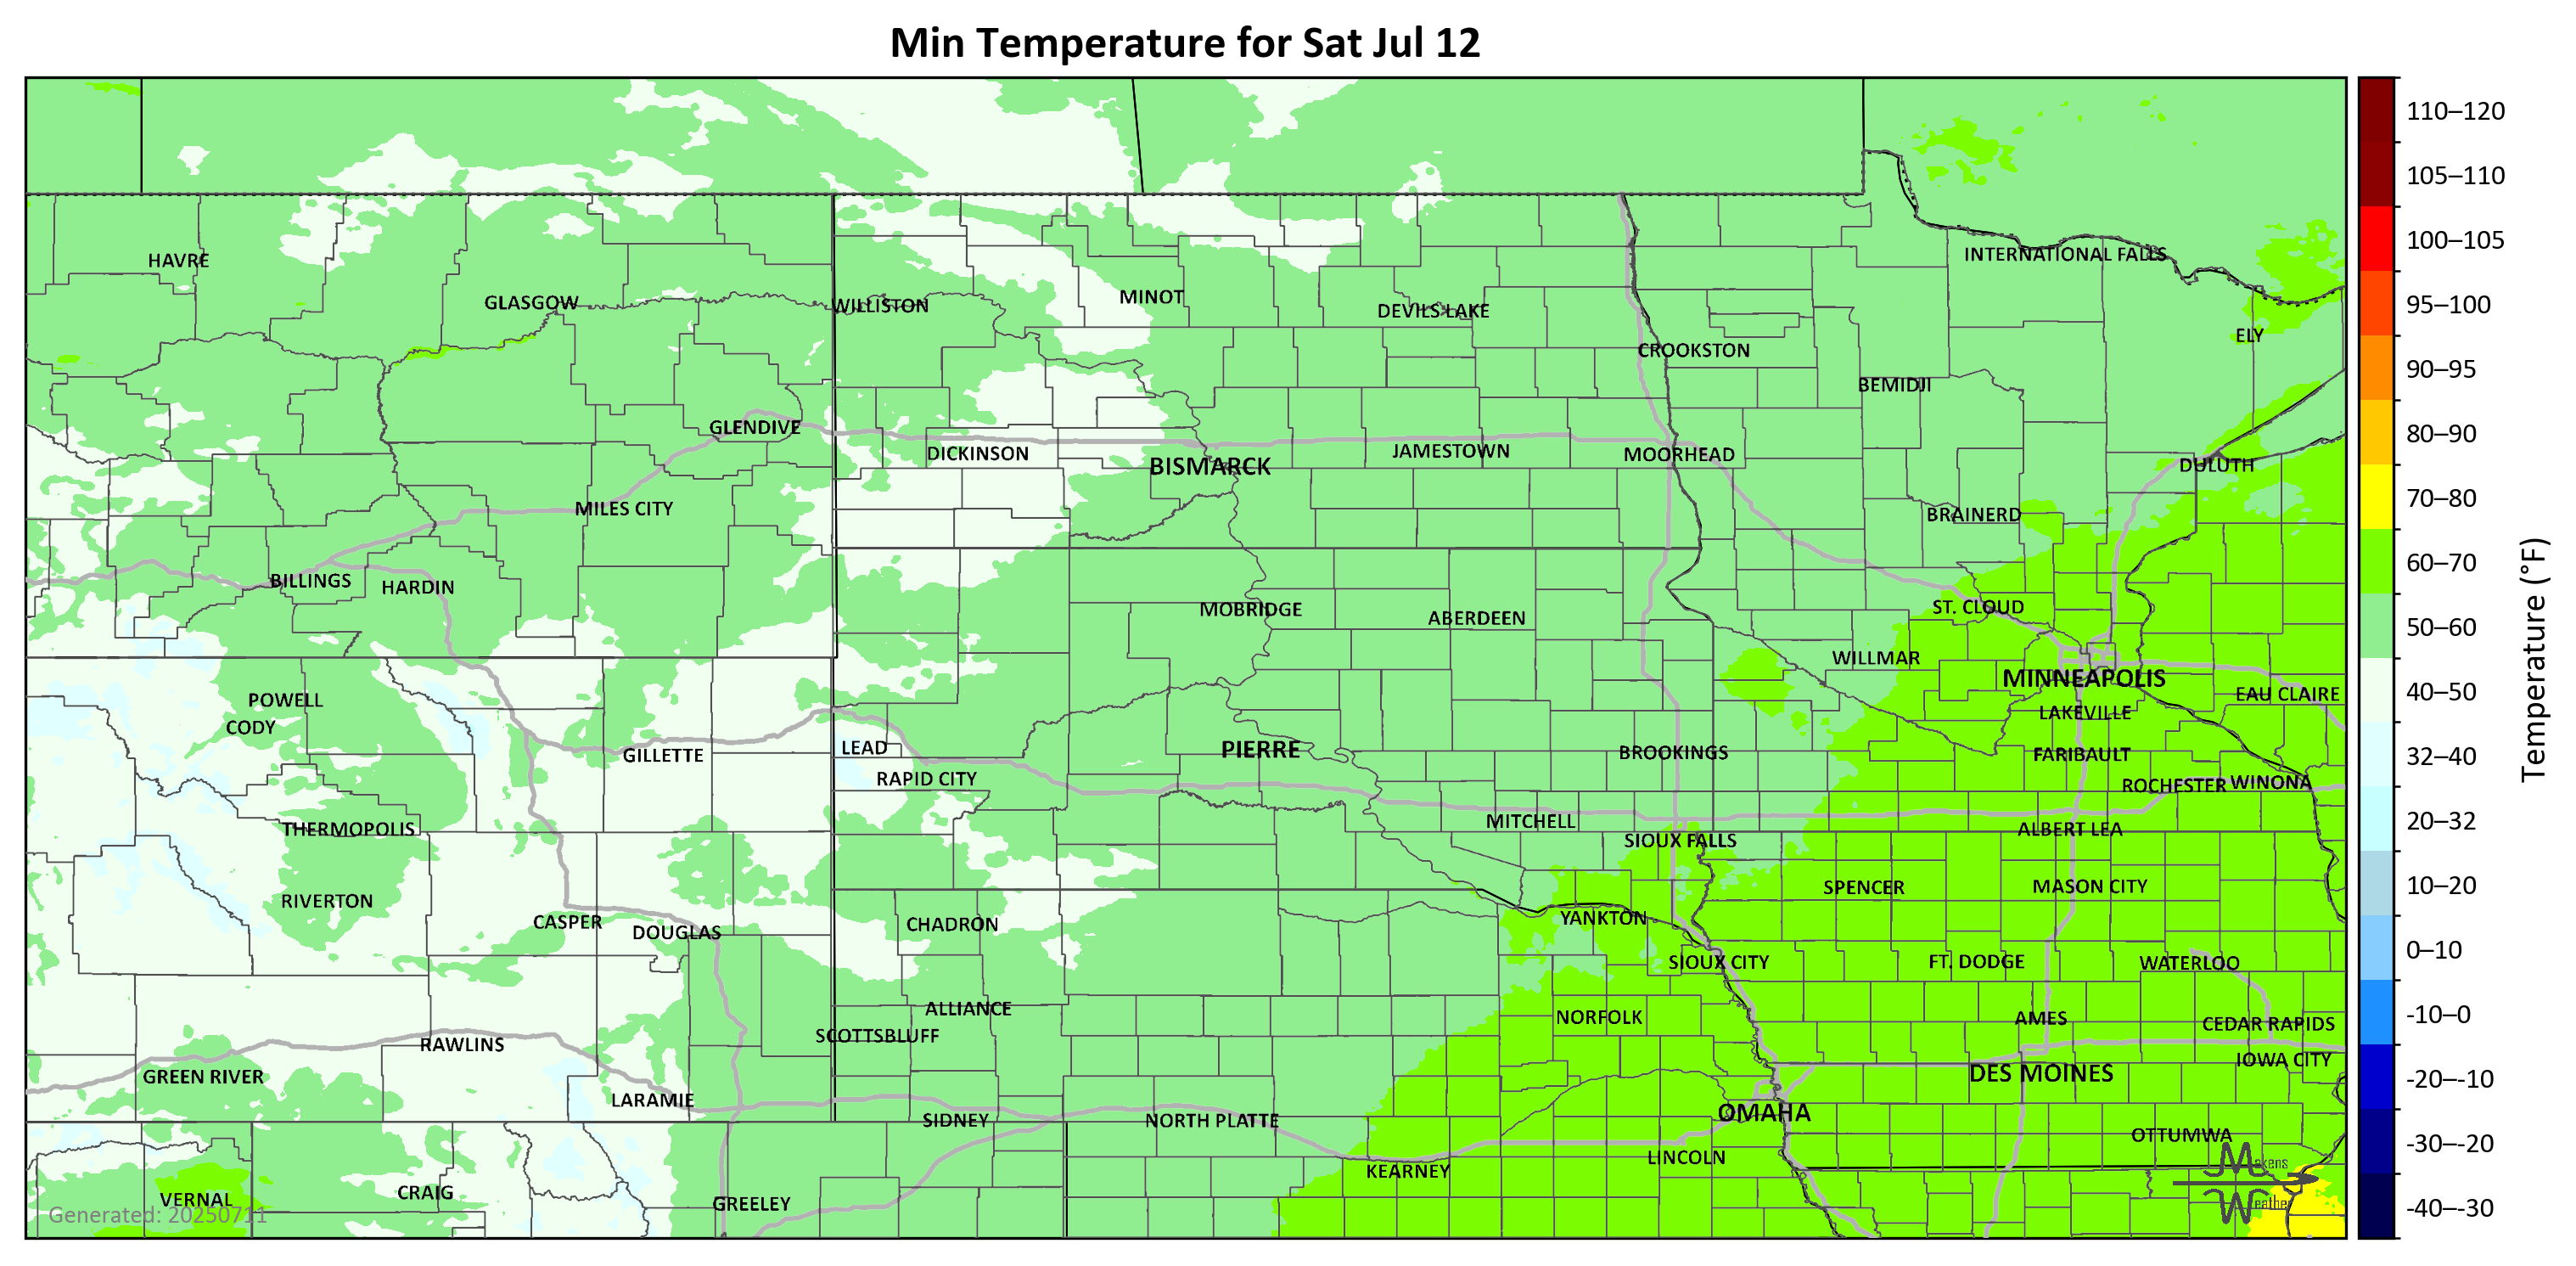 Min Temperature for Sat Jul 12
110–120
105–110
100–105
95–100
90–95
80–90
70–80
60–70
50–60
40–50
32–40
20–32
10–20
0–10
-10–0
-20–-10
-30–-20
-40–-30
Temperature (°F)
HAVRE
INTERNATIONAL FALLS
GLASGOW
WILLISTON
MINOT
DEVILS LAKE
ELY
CROOKSTON
BEMIDJI
GLENDIVE
DICKINSON
BISMARCK
JAMESTOWN
MOORHEAD
DULUTH
MILES CITY
BRAINERD
BILLINGS
HARDIN
MOBRIDGE
ABERDEEN
ST. CLOUD
WILLMAR
MINNEAPOLIS
EAU CLAIRE
POWELL
CODY
LAKEVILLE
GILLETTE
LEAD
PIERRE
BROOKINGS
FARIBAULT
RAPID CITY
ROCHESTER
WINONA
THERMOPOLIS
MITCHELL
SIOUX FALLS
ALBERT LEA
RIVERTON
SPENCER
MASON CITY
CASPER
DOUGLAS
CHADRON
YANKTON
SIOUX CITY
FT. DODGE
WATERLOO
ALLIANCE
NORFOLK
AMES
CEDAR RAPIDS
SCOTTSBLUFF
RAWLINS
IOWA CITY
GREEN RIVER
DES MOINES
LARAMIE
SIDNEY
NORTH PLATTE
OMAHA
OTTUMWA
LINCOLN
KEARNEY
VERNAL
CRAIG
GREELEY
Makens
Weather
Generated: 20250711